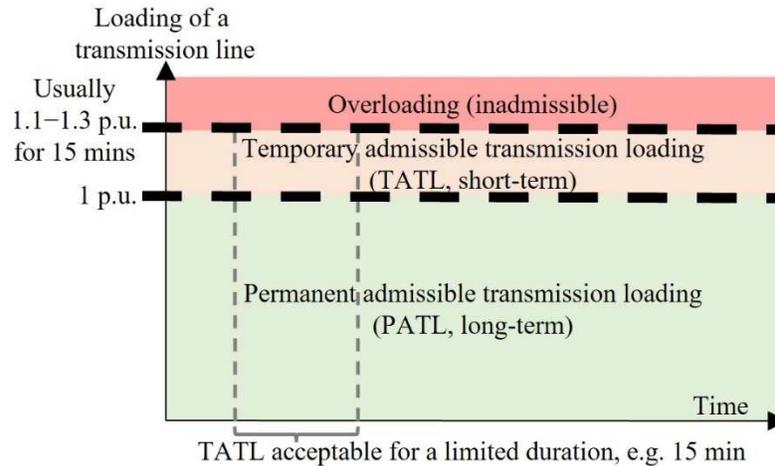 Loading of a
transmission line
Usually
1.1−1.3 p.u.
for 15 mins
Overloading (inadmissible)
Temporary admissible transmission loading
(TATL, short-term)
1 p.u.
Permanent admissible transmission loading
(PATL, long-term)
Time
TATL acceptable for a limited duration, e.g. 15 min